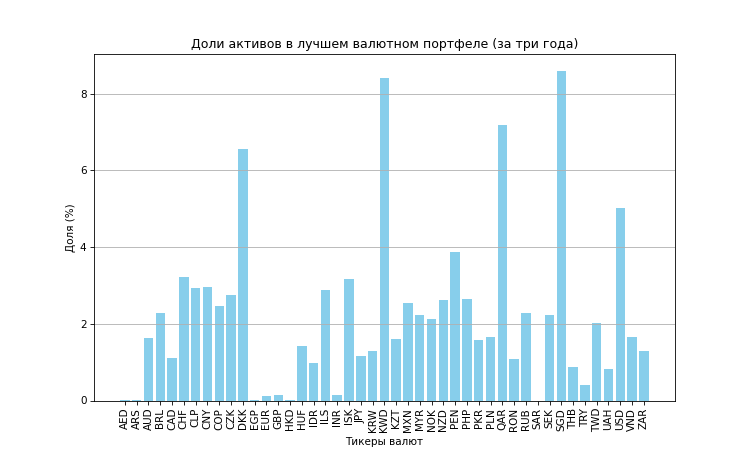 Доли активов в лучшем валютном портфеле (за три года)
Доля (%)
8
6
4
2
0
AED ARS AUD BRL CAD CHF CLP CNY COP CZK DKK EGP EUR GBP HKD HUF IDR ILS INR ISK JPY KRW KWD KZT MXN MYR NOK NZD PEN PHP PKR PLN QAR RON RUB SAR SEK SGD THB TRY TWD UAH USD VND ZAR
Тикеры валют